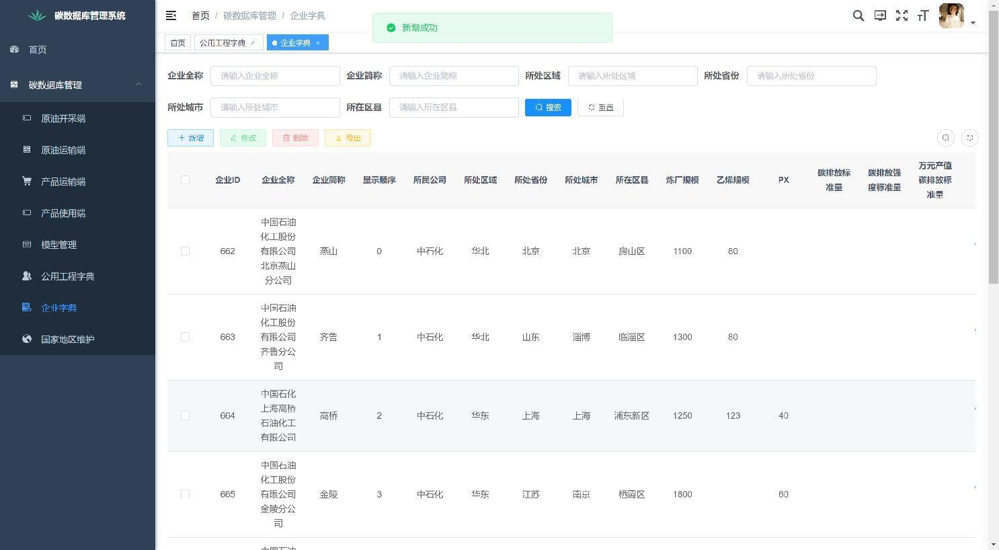 碳数据库管理系统
首页
碳数据库管理
原油开采端
原油运输端
产品运输端
产品使用端
模型管理
公用工程字典
企业字典
国家地区维护
首页 / 碳数据库管理 / 企业字典
新增成功
首页 公用工程字典 × 企业字典 ×
企业全称 请输入企业全称 企业简称 请输入企业简称 所处区域 请输入所处区域 所处省份 请输入所处省份
所处城市 请输入所处城市 所在区县 请输入所在区县 搜索 重置
新增 修改 删除 导出
企业ID 企业全称 企业简称 显示顺序 所属公司 所处区域 所处省份 所处城市 所在区县 炼厂规模 乙烯规模 PX
碳排放标
准量
碳排放强
度标准量
万元产值
碳排放标
准量
662
中国石油
化工股份
有限公司
北京燕山
分公司
燕山 0 中石化 华北 北京 北京 房山区 1100 80
663
中国石油
化工股份
有限公司
齐鲁分公
司
齐鲁 1 中石化 华北 山东 淄博 临淄区 1300 80
664
中国石化
上海高桥
石油化工
有限公司
高桥 2 中石化 华东 上海 上海 浦东新区 1250 123 40
665
中国石油
化工股份
有限公司
金陵分公
司
金陵 3 中石化 华东 江苏 南京 栖霞区 1800 60
中国石油